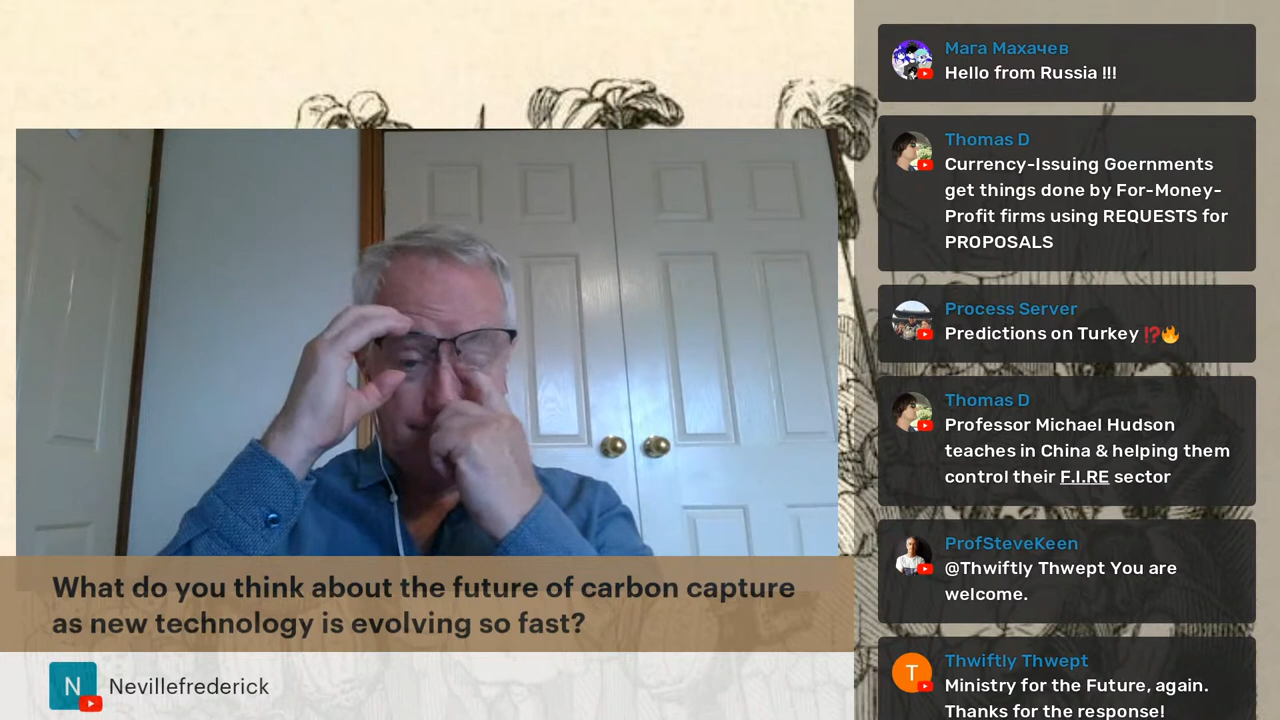 What do you think about the future of carbon capture
as new technology is evolving so fast?
N
Nevillefrederick
Мага Махачев
Hello from Russia !!!
Thomas D
Currency-Issuing Goernments
get things done by For-Money-
Profit firms using REQUESTS for
PROPOSALS
Process Server
Predictions on Turkey ⁉️🔥
Thomas D
Professor Michael Hudson
teaches in China & helping them
control their F.I.RE sector
ProfSteveKeen
@Thwiftly Thwept You are
welcome.
T
Thwiftly Thwept
Ministry for the Future, again.
Thanks for the response!